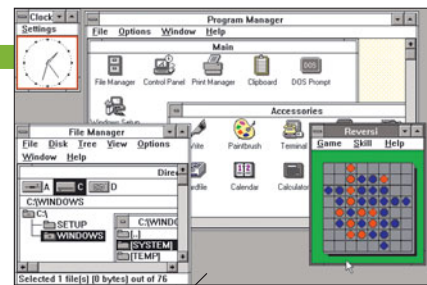 Clock
Settings
Program Manager
File Options Window Help
Main
File Manager Control Panel Print Manager Clipboard DOS Prompt
Windows Setup
Accessories
Write Paintbrush Terminal
Cardfile Calendar Calculator
File Manager
File Disk Tree View Options
Window Help
Direc
A C D
C:\WINDOWS
C:\
SETUP
WINDOWS
C:\WIND
[..]
[SYSTEM]
[TEMP]
Selected 1 file(s) (0 bytes) out of 76
Reversi
Game Skill Help